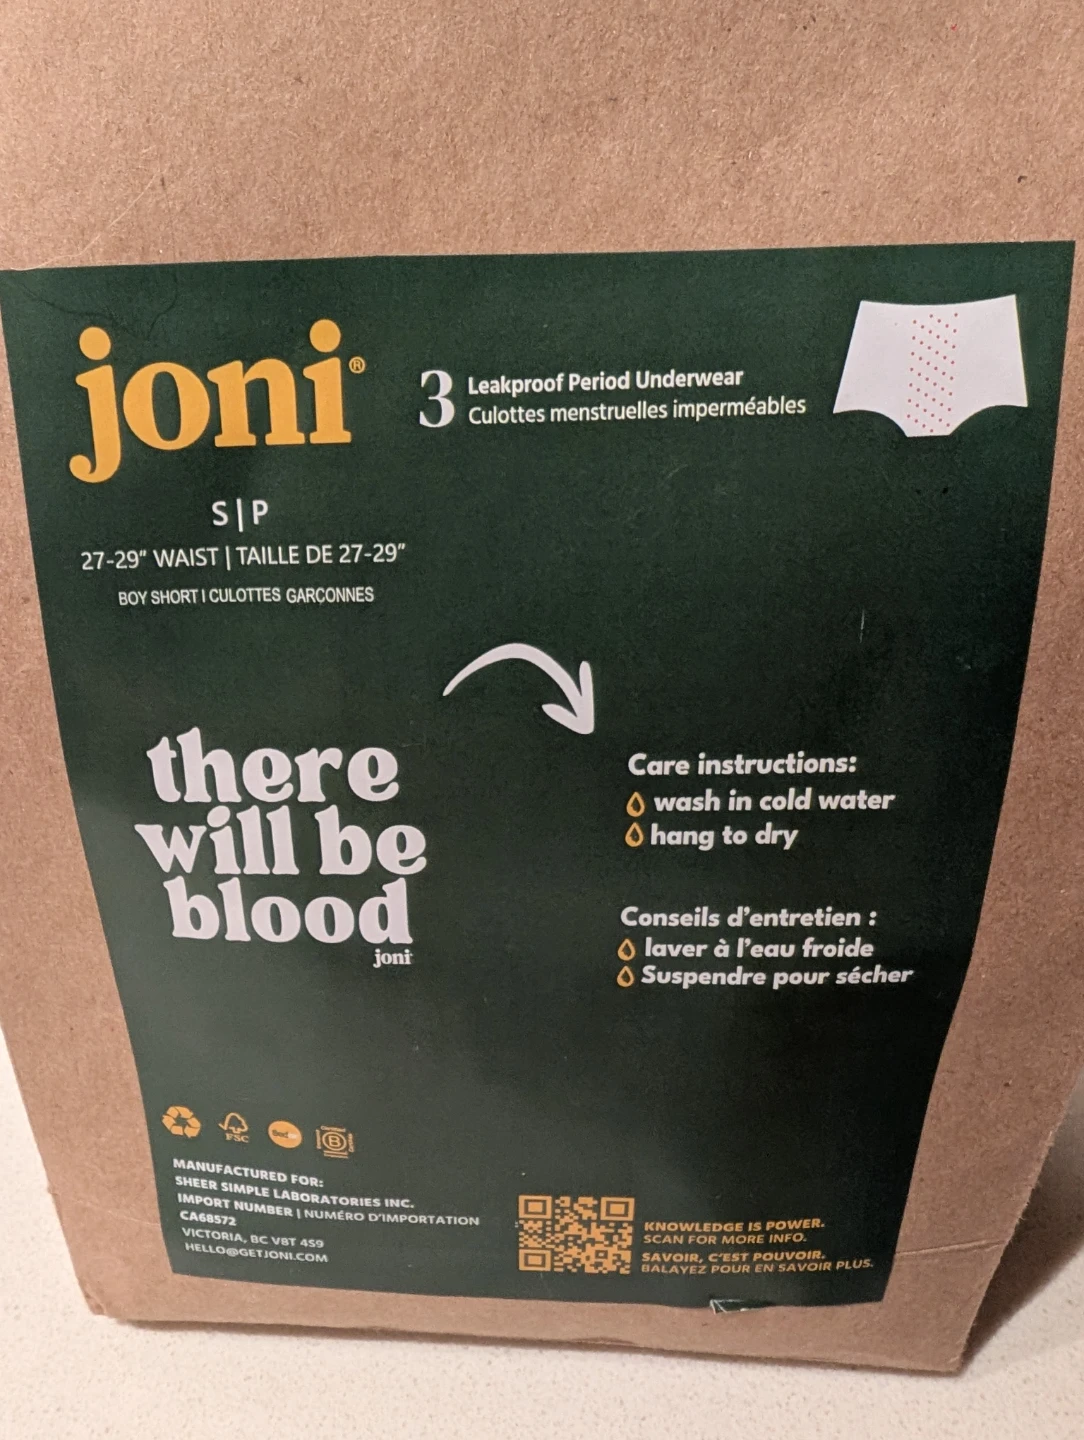 joni®
3 Leakproof Period Underwear
Culottes menstruelles imperméables
S | P
27-29" WAIST | TAILLE DE 27-29"
BOY SHORT I CULOTTES GARÇONNES
there
will be
blood
joni
Care instructions:
wash in cold water
hang to dry
Conseils d'entretien :
laver à l'eau froide
Suspendre pour sécher
FSC
Certified
B
MANUFACTURED FOR:
SHEER SIMPLE LABORATORIES INC.
IMPORT NUMBER | NUMÉRO D'IMPORTATION
CA68572
VICTORIA, BC V8T 4S9
HELLO@GETJONI.COM
KNOWLEDGE IS POWER.
SCAN FOR MORE INFO.
SAVOIR, C'EST POUVOIR.
BALAYEZ POUR EN SAVOIR PLUS.